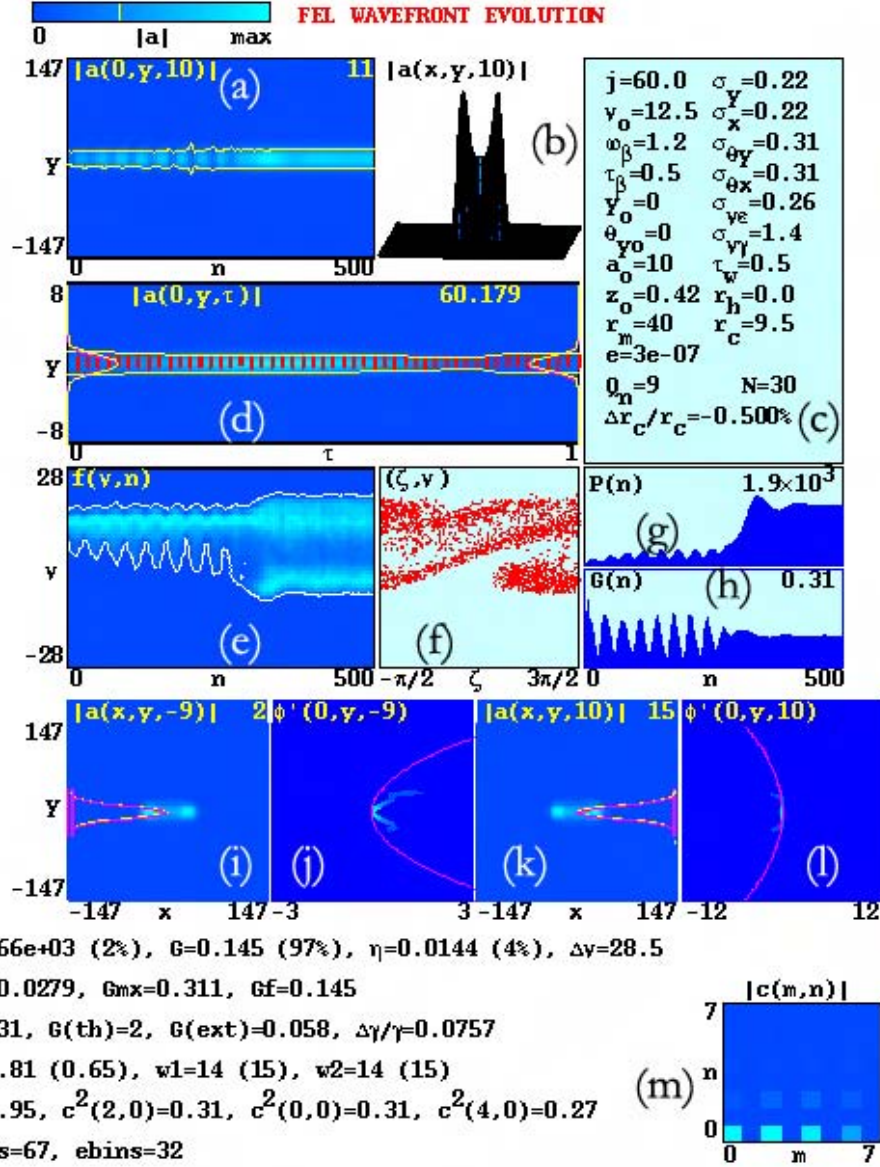 FEL WAVEFRONT EVOLUTION
0 |a| max
147 |a(0,y,10)| 11 (a)
y
-147
0 n 500
|a(x,y,10)|
(b)
j=60.0 σy=0.22
νo=12.5 σx=0.22
ωβ=1.2 σθy=0.31
τβ=0.5 σθx=0.31
yo=0 σνε=0.26
θyo=0 σνγ=1.4
ao=10 τw=0.5
zo=0.42 rh=0.0
rm=40 rc=9.5
e=3e-07
Qn=9 N=30
Δrc/rc=-0.500% (c)
8 |a(0,y,τ)| 60.179
y
-8 (d)
0 τ 1
28 f(ν,n)
ν
-28 (e)
0 n 500
(ζ,ν)
(f)
-π/2 ζ 3π/2
P(n) 1.9×10³
(g)
G(n) (h) 0.31
0 n 500
147 |a(x,y,-9)| 2
y
-147 (i)
-147 x 147
ϕ'(0,y,-9)
(j)
-3 3
|a(x,y,10)| 15
(k)
-147 x 147
ϕ'(0,y,10)
(l)
-12 12
66e+03 (2%), G=0.145 (97%), η=0.0144 (4%), Δν=28.5
0.0279, Gmx=0.311, Gf=0.145
31, G(th)=2, G(ext)=0.058, Δγ/γ=0.0757
.81 (0.65), w1=14 (15), w2=14 (15)
.95, c²(2,0)=0.31, c²(0,0)=0.31, c²(4,0)=0.27
s=67, ebins=32
|c(m,n)|
7
(m) n
0
0 m 7